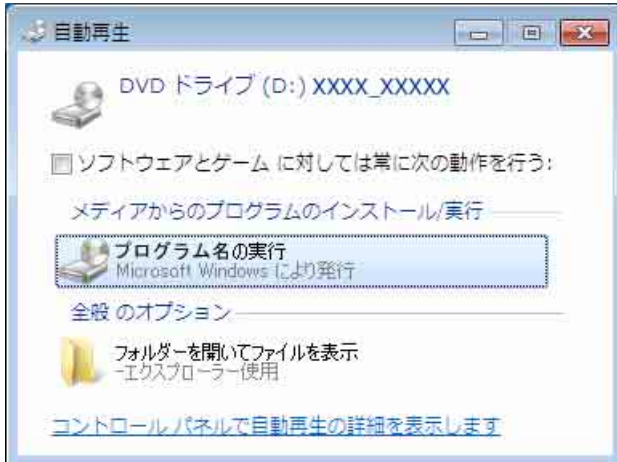 自動再生
DVD ドライブ (D:) XXXX_XXXXX
ソフトウェアとゲーム に対しては常に次の動作を行う:
メディアからのプログラムのインストール/実行
プログラム名の実行
Microsoft Windows により発行
全般 のオプション
フォルダーを開いてファイルを表示
-エクスプローラー使用
コントロール パネルで自動再生の詳細を表示します